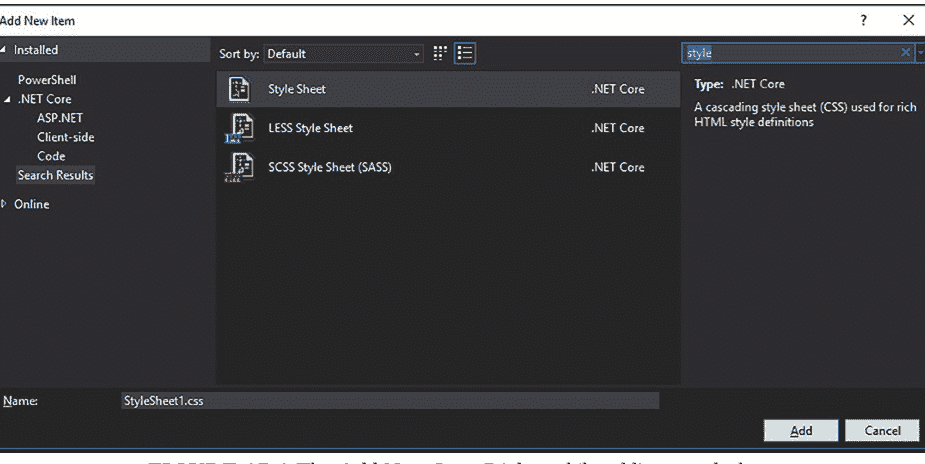 Add New Item
? ×
Installed
Sort by: Default
style
PowerShell
.NET Core
ASP.NET
Client-side
Code
Search Results
Online
Style Sheet .NET Core
LESS Style Sheet .NET Core
SCSS Style Sheet (SASS) .NET Core
Type: .NET Core
A cascading style sheet (CSS) used for rich
HTML style definitions
Name: StyleSheet1.css
Add Cancel